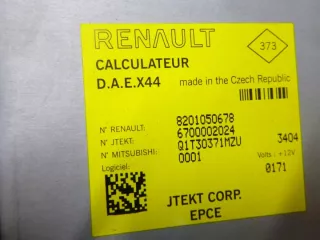 RENAULT
373
CALCULATEUR
D.A.E.X44 made in the Czech Republic
N° RENAULT: 8201050678
N° JTEKT: 6700002024
N° MITSUBISHI: Q1T30371MZU 3404
Logiciel: 0001 Volts : +12V
0171
JTEKT CORP.
EPCE